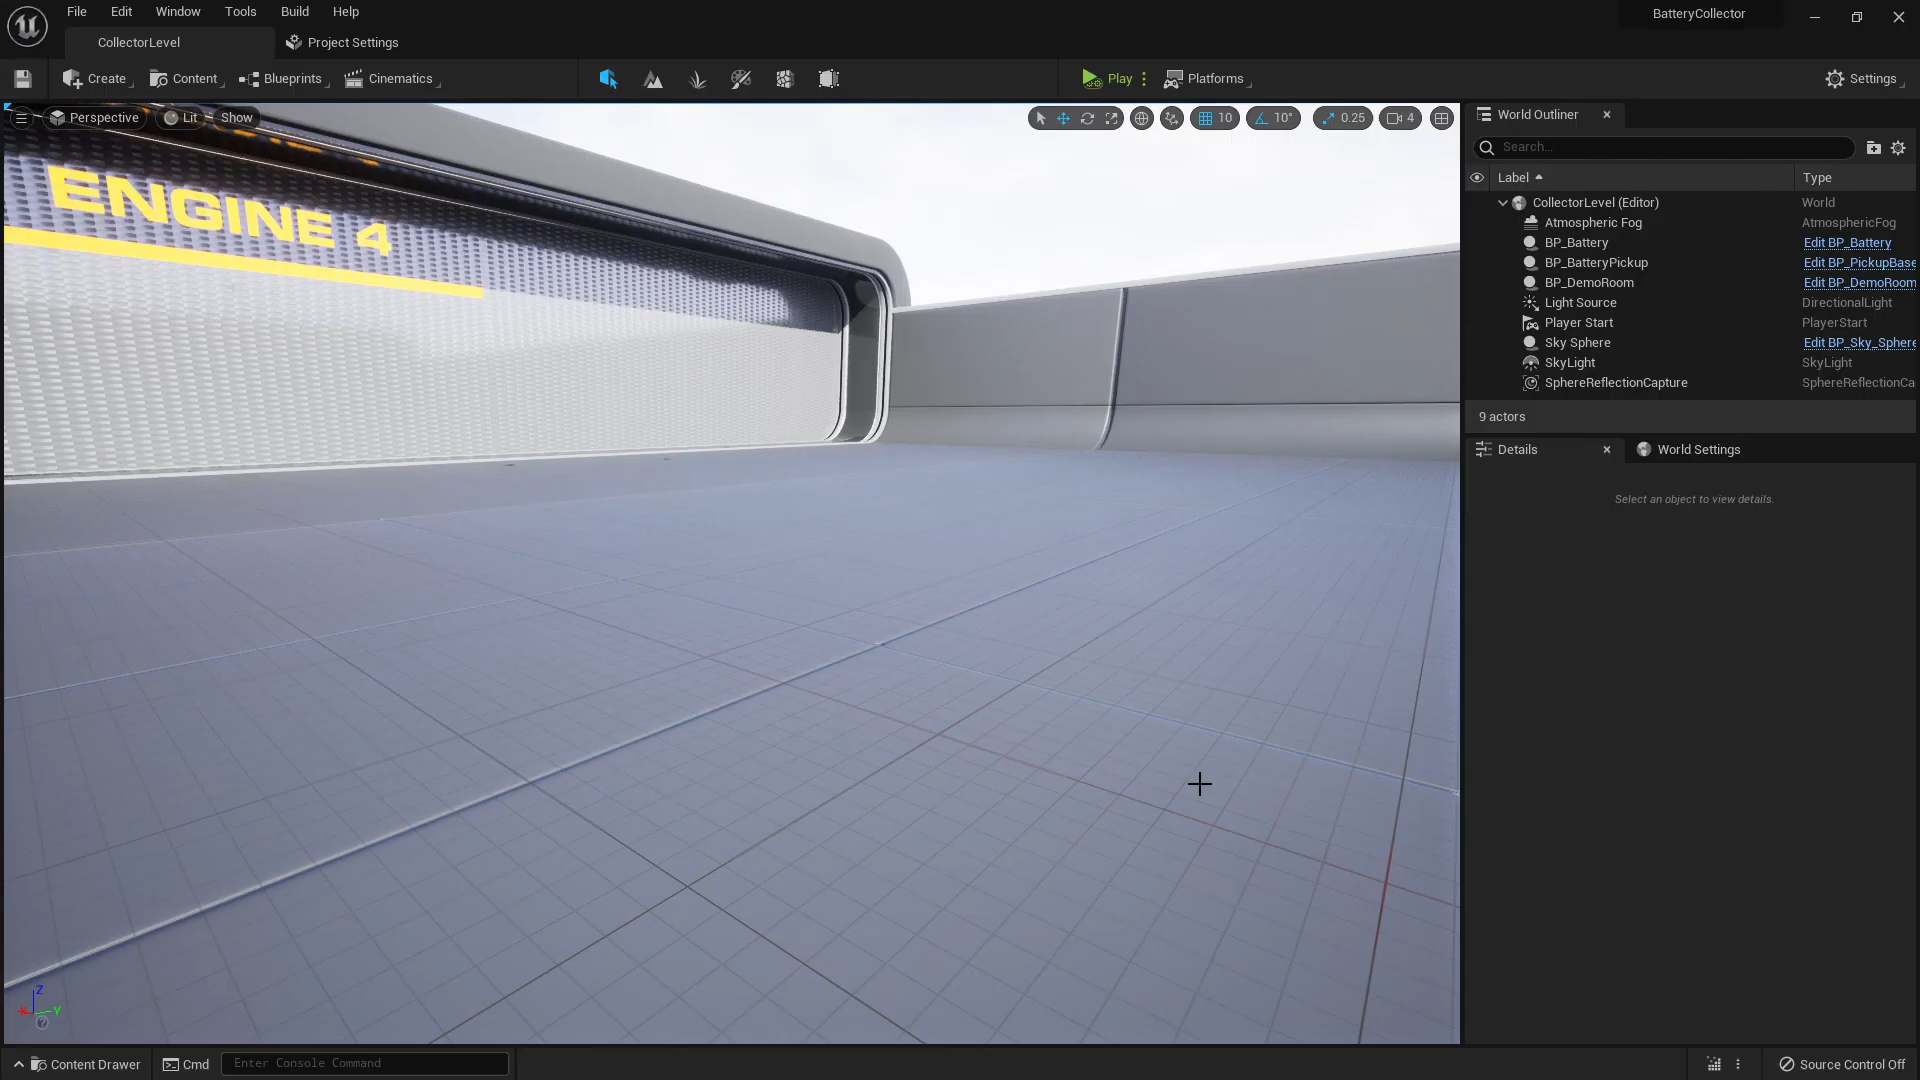 File Edit Window Tools Build Help
BatteryCollector
CollectorLevel
Project Settings
Create Content Blueprints Cinematics
Play Platforms
Settings
Perspective Lit Show
10 10° 0.25 4
ENGINE 4
World Outliner
Search...
Label Type
CollectorLevel (Editor) World
Atmospheric Fog AtmosphericFog
BP_Battery Edit BP_Battery
BP_BatteryPickup Edit BP_PickupBase
BP_DemoRoom Edit BP_DemoRoom
Light Source DirectionalLight
Player Start PlayerStart
Sky Sphere Edit BP_Sky_Sphere
SkyLight SkyLight
SphereReflectionCapture SphereReflectionCa
9 actors
Details World Settings
Select an object to view details.
Z
X Y
Content Drawer Cmd Enter Console Command
Source Control Off